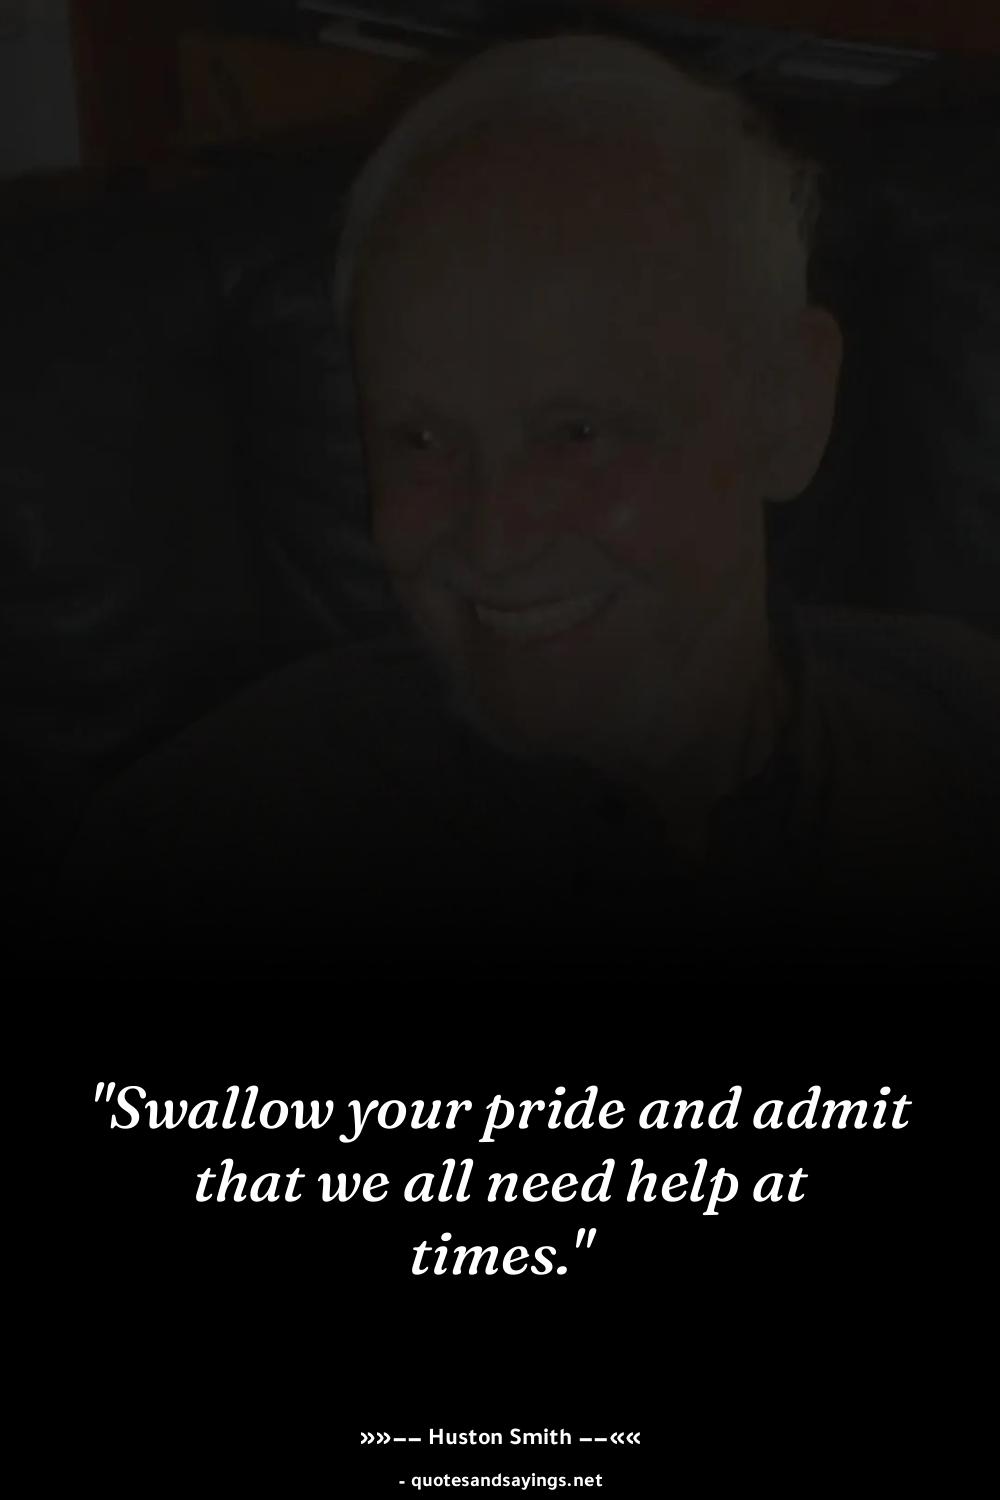 "Swallow your pride and admit
that we all need help at
times."
»»–– Huston Smith ––««
- quotesandsayings.net